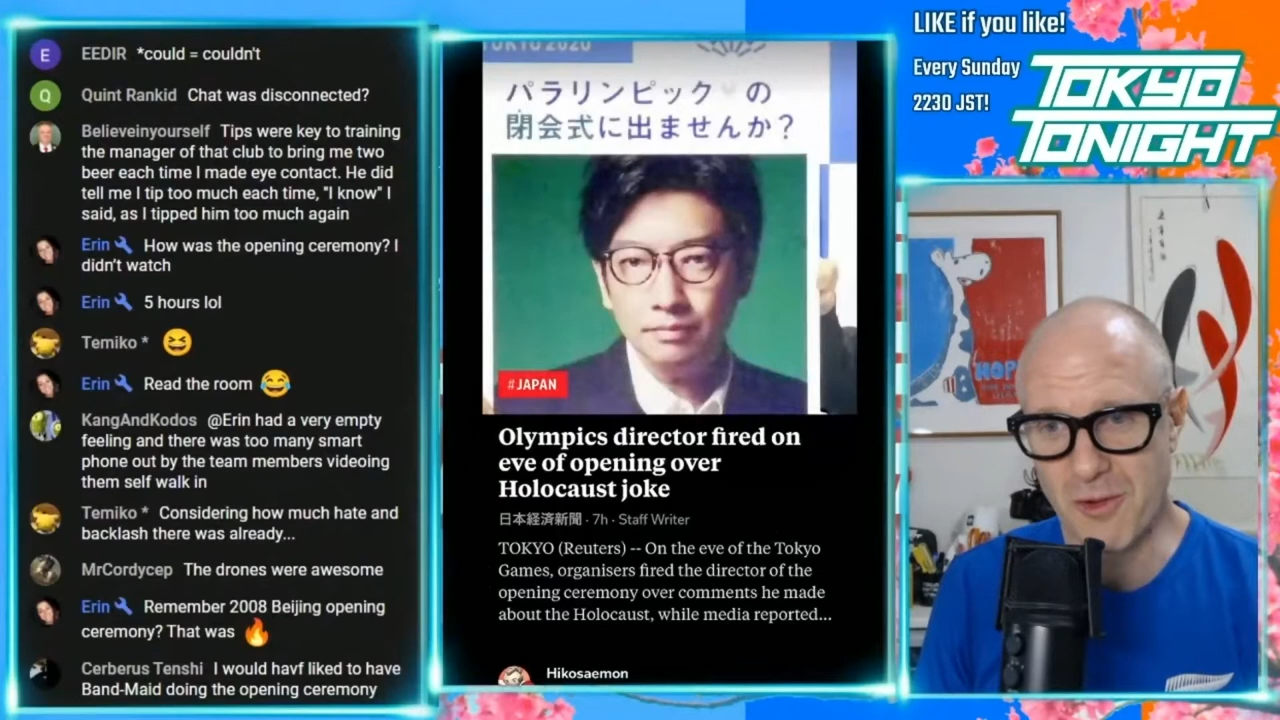 E EEDIR *could = couldn't
Q Quint Rankid Chat was disconnected?
Believeinyourself Tips were key to training
the manager of that club to bring me two
beer each time I made eye contact. He did
tell me I tip too much each time, "I know" I
said, as I tipped him too much again
Erin How was the opening ceremony? I
didn't watch
Erin 5 hours lol
Temiko * 😆
Erin Read the room 😂
KangAndKodos @Erin had a very empty
feeling and there was too many smart
phone out by the team members videoing
them self walk in
Temiko * Considering how much hate and
backlash there was already...
MrCordycep The drones were awesome
Erin Remember 2008 Beijing opening
ceremony? That was 🔥
Cerberus Tenshi I would havf liked to have
Band-Maid doing the opening ceremony
TOKYO 2020
パラリンピック の
閉会式に出ませんか?
#JAPAN
Olympics director fired on
eve of opening over
Holocaust joke
日本経済新聞 · 7h · Staff Writer
TOKYO (Reuters) -- On the eve of the Tokyo
Games, organisers fired the director of the
opening ceremony over comments he made
about the Holocaust, while media reported...
Hikosaemon
LIKE if you like!
Every Sunday
2230 JST!
TOKYO
TONIGHT
HOP